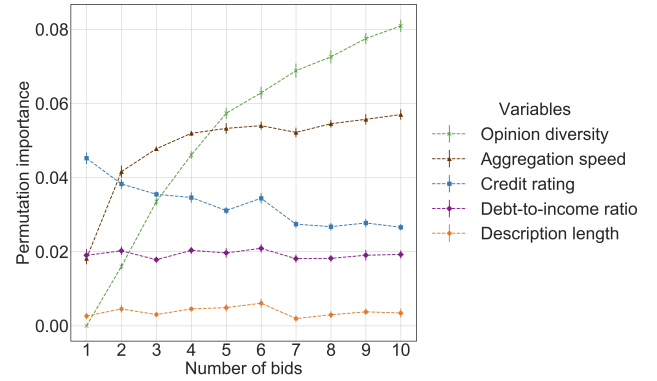 0.08
0.06
0.04
0.02
0.00
Permutation importance
1 2 3 4 5 6 7 8 9 10
Number of bids
Variables
Opinion diversity
Aggregation speed
Credit rating
Debt-to-income ratio
Description length